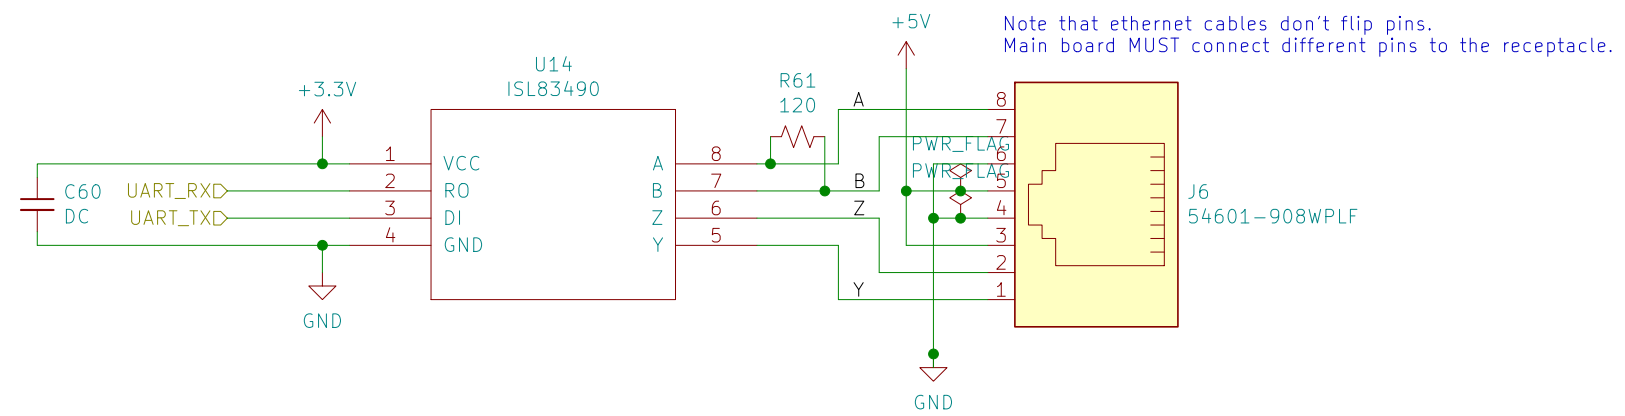 Note that ethernet cables don't flip pins.
Main board MUST connect different pins to the receptacle.
+5V
U14
ISL83490
R61
120
+3.3V
A
8
7
PWR_FLAG
6
PWR_FLAG
5
4
3
2
1
J6
54601-908WPLF
1
VCC
A
8
2
RO
B
7
B
3
DI
Z
6
Z
4
GND
Y
5
Y
C60
DC
UART_RX
UART_TX
GND
GND